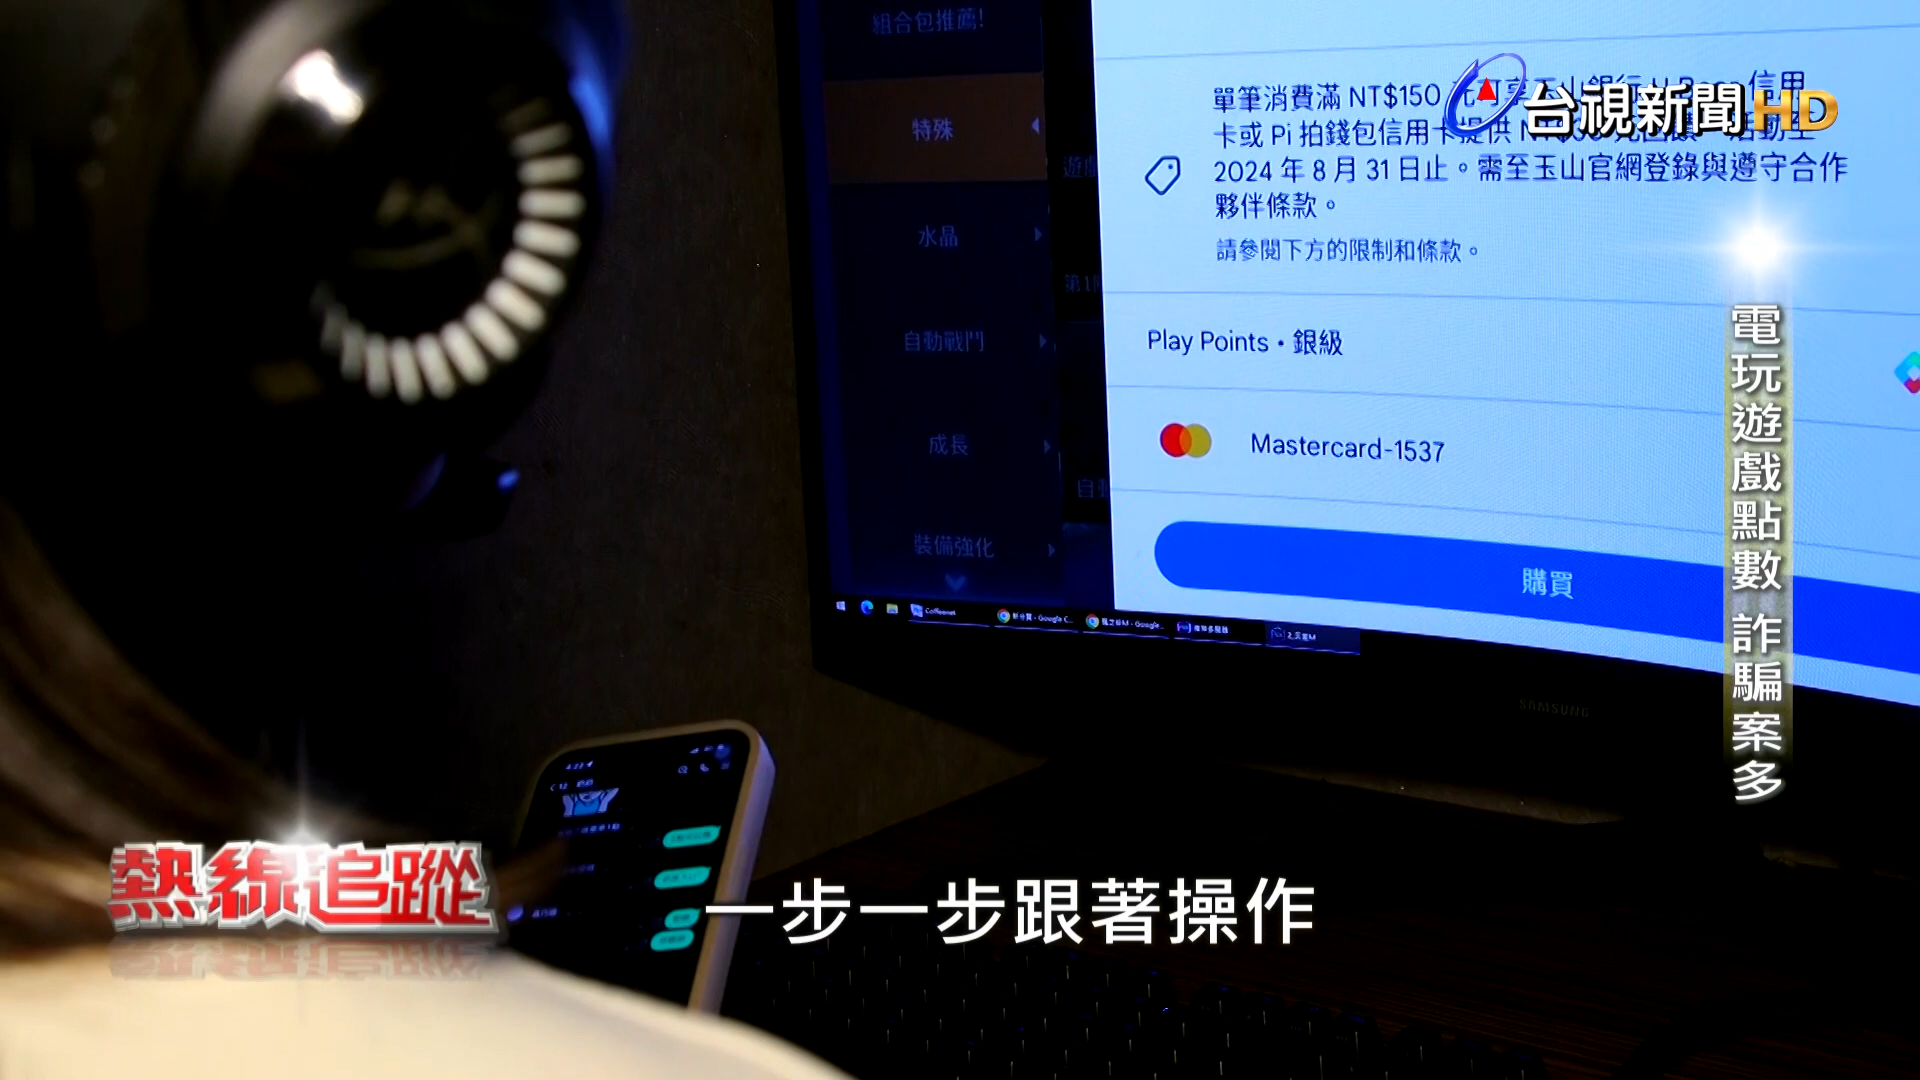 組合包推薦!
特殊
水晶
自動戰鬥
成長
裝備強化
單筆消費滿 NT$150
卡或 Pi 拍錢包信用卡提供
2024 年 8 月 31 日止。需至玉山官網登錄與遵守合作
夥伴條款。
請參閱下方的限制和條款。
Play Points・銀級
Mastercard-1537
購買
台視新聞HD
電玩遊戲點數 詐騙案多
SAMSUNG
熱線追蹤
一步一步跟著操作